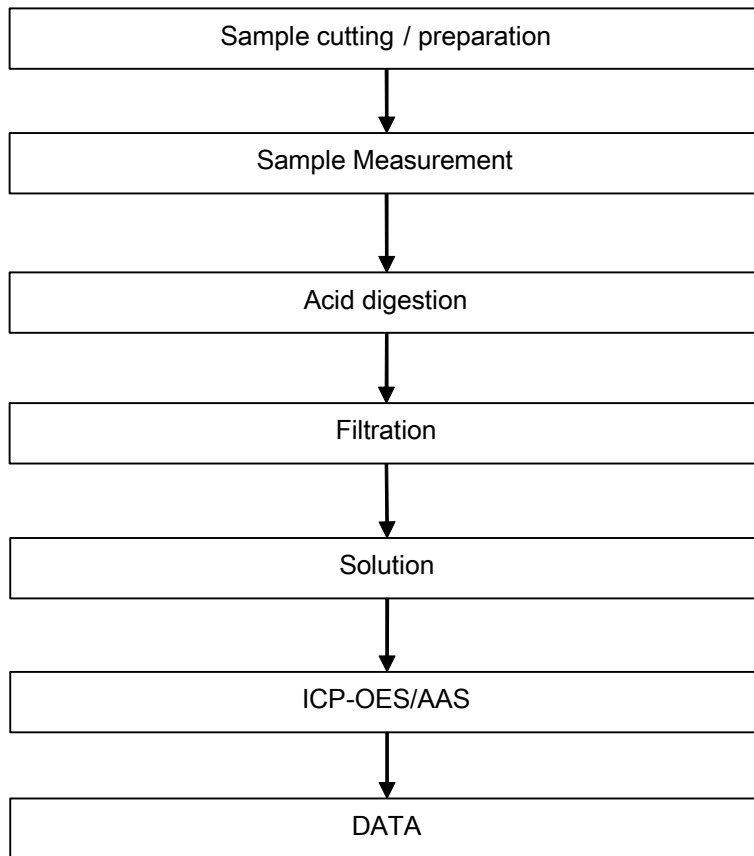 Sample cutting / preparation
Sample Measurement
Acid digestion
Filtration
Solution
ICP-OES/AAS
DATA